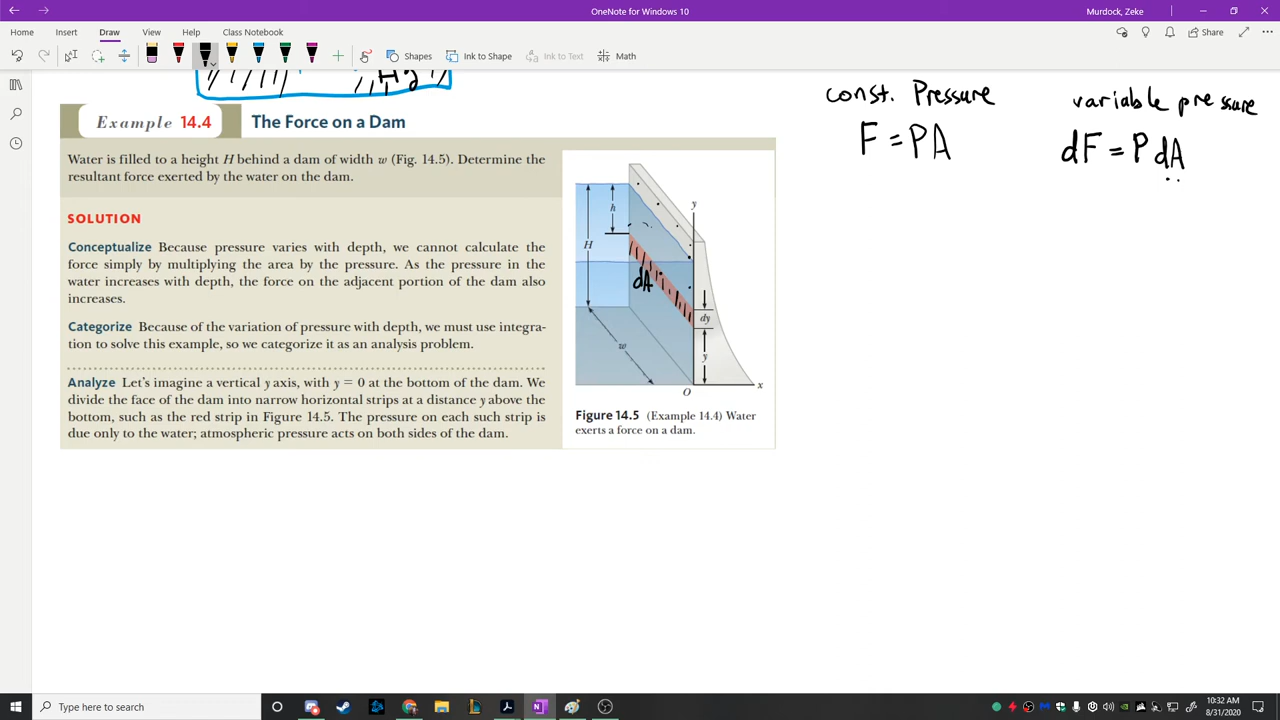 OneNote for Windows 10
Murdock, Zeke
Home Insert Draw View Help Class Notebook
Share
Shapes Ink to Shape Ink to Text Math
Hg
const. Pressure
F = PA
variable pressure
dF = P dA
Example 14.4 The Force on a Dam
Water is filled to a height H behind a dam of width w (Fig. 14.5). Determine the
resultant force exerted by the water on the dam.
SOLUTION
Conceptualize Because pressure varies with depth, we cannot calculate the
force simply by multiplying the area by the pressure. As the pressure in the
water increases with depth, the force on the adjacent portion of the dam also
increases.
Categorize Because of the variation of pressure with depth, we must use integra-
tion to solve this example, so we categorize it as an analysis problem.
Analyze Let's imagine a vertical y axis, with y = 0 at the bottom of the dam. We
divide the face of the dam into narrow horizontal strips at a distance y above the
bottom, such as the red strip in Figure 14.5. The pressure on each such strip is
due only to the water; atmospheric pressure acts on both sides of the dam.
h
y
H
dA
dy
w
y
x
O
Figure 14.5 (Example 14.4) Water
exerts a force on a dam.
Type here to search
10:32 AM
8/31/2020